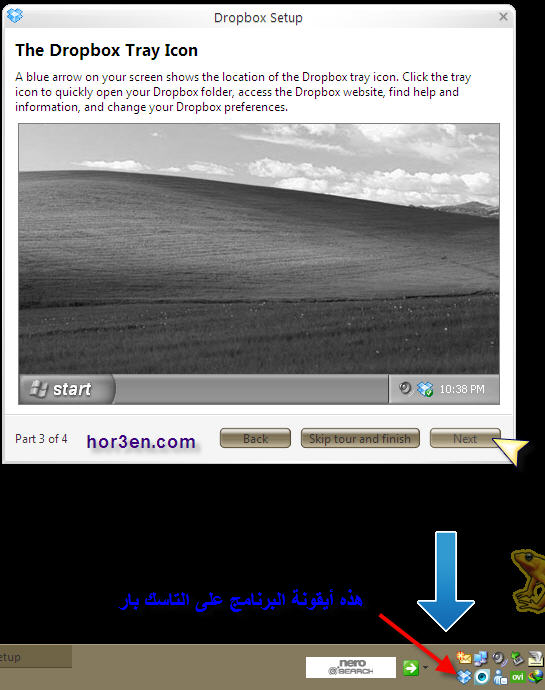 Dropbox Setup
The Dropbox Tray Icon
A blue arrow on your screen shows the location of the Dropbox tray icon. Click the tray
icon to quickly open your Dropbox folder, access the Dropbox website, find help and
information, and change your Dropbox preferences.
start
10:38 PM
Part 3 of 4
hor3en.com
Back
Skip tour and finish
Next
هذه أيقونة البرنامج على التاسك بار
etup
nero
SEARCH
ovi